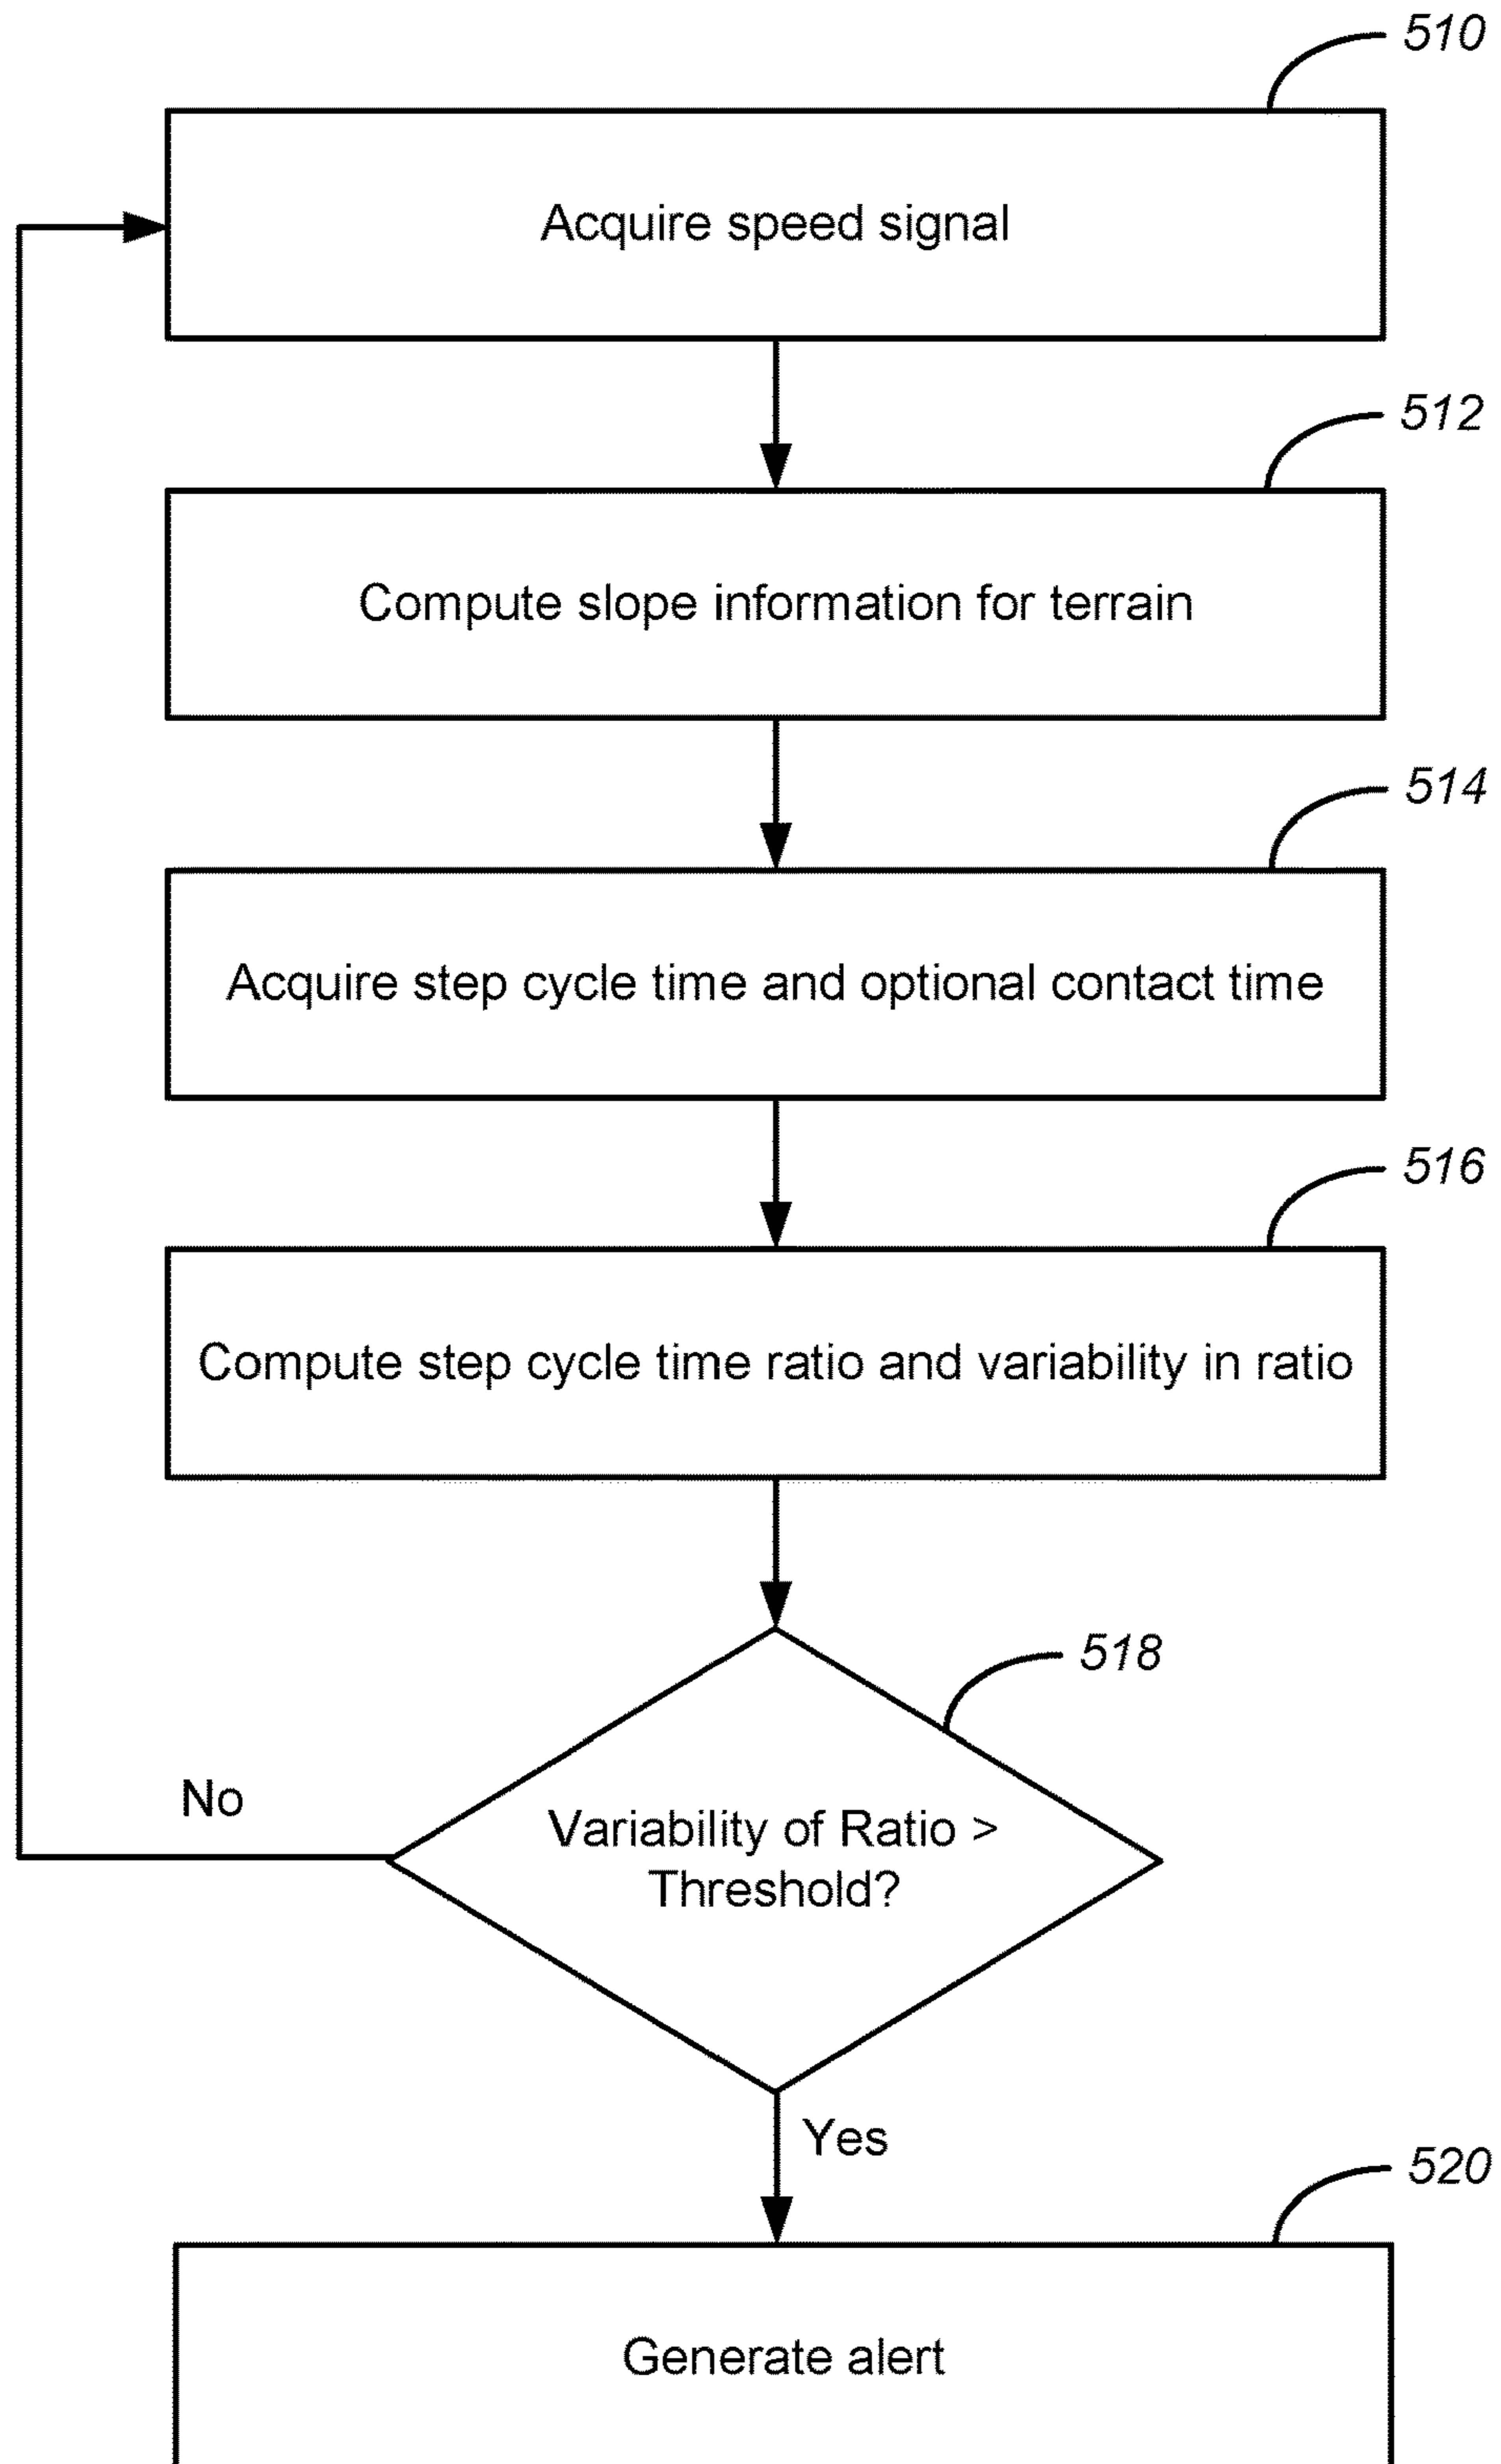 510
Acquire speed signal
512
Compute slope information for terrain
514
Acquire step cycle time and optional contact time
516
Compute step cycle time ratio and variability in ratio
518
No
Variability of Ratio >
Threshold?
Yes
520
Generate alert